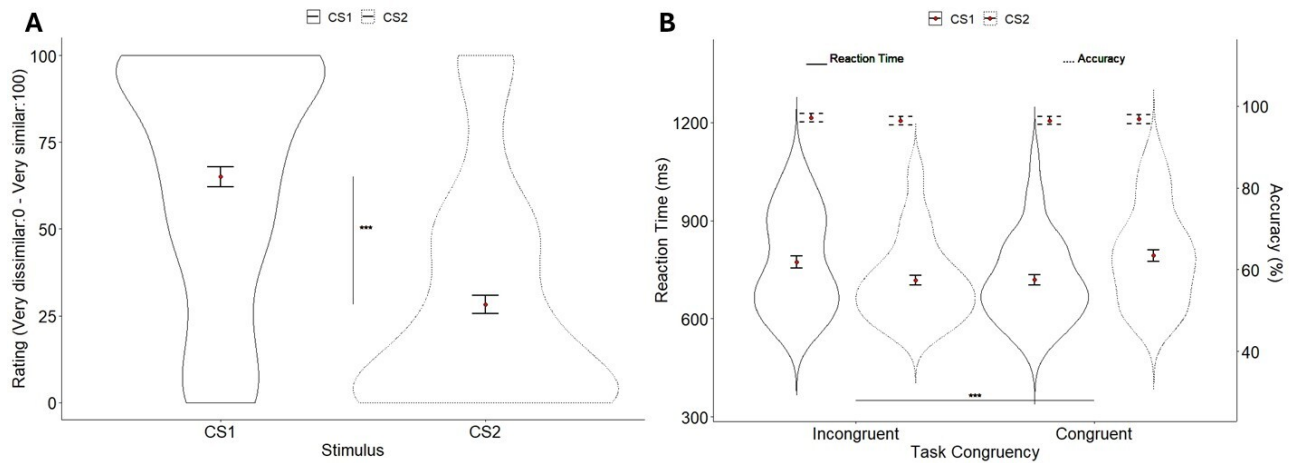 A
CS1 CS2
Rating (Very dissimilar:0 - Very similar:100)
100
75
50
25
0
***
CS1 CS2
Stimulus
B
CS1 CS2
Reaction Time
.... Accuracy
Reaction Time (ms)
1200
900
600
300
Accuracy (%)
100
80
60
40
***
Incongruent Congruent
Task Congruency